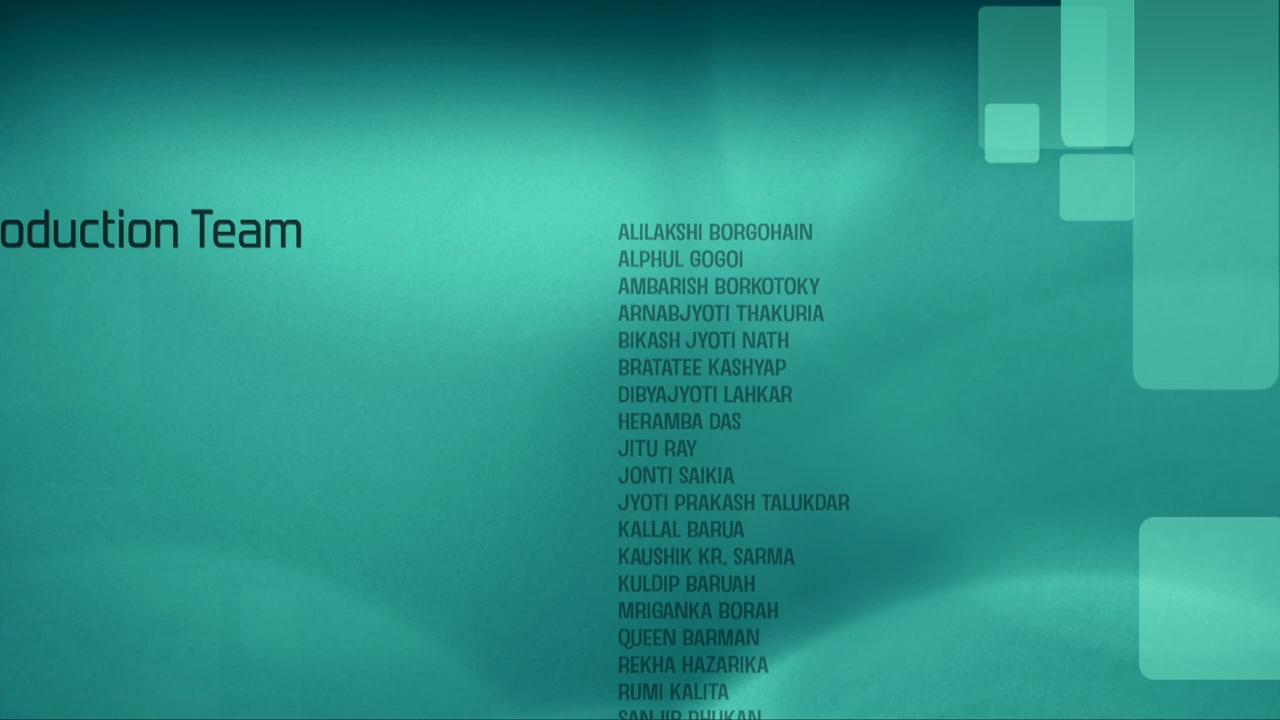 oduction Team
ALILAKSHI BORGOHAIN
ALPHUL GOGOI
AMBARISH BORKOTOKY
ARNABJYOTI THAKURIA
BIKASH JYOTI NATH
BRATATEE KASHYAP
DIBYAJYOTI LAHKAR
HERAMBA DAS
JITU RAY
JONTI SAIKIA
JYOTI PRAKASH TALUKDAR
KALLAL BARUA
KAUSHIK KR. SARMA
KULDIP BARUAH
MRIGANKA BORAH
QUEEN BARMAN
REKHA HAZARIKA
RUMI KALITA